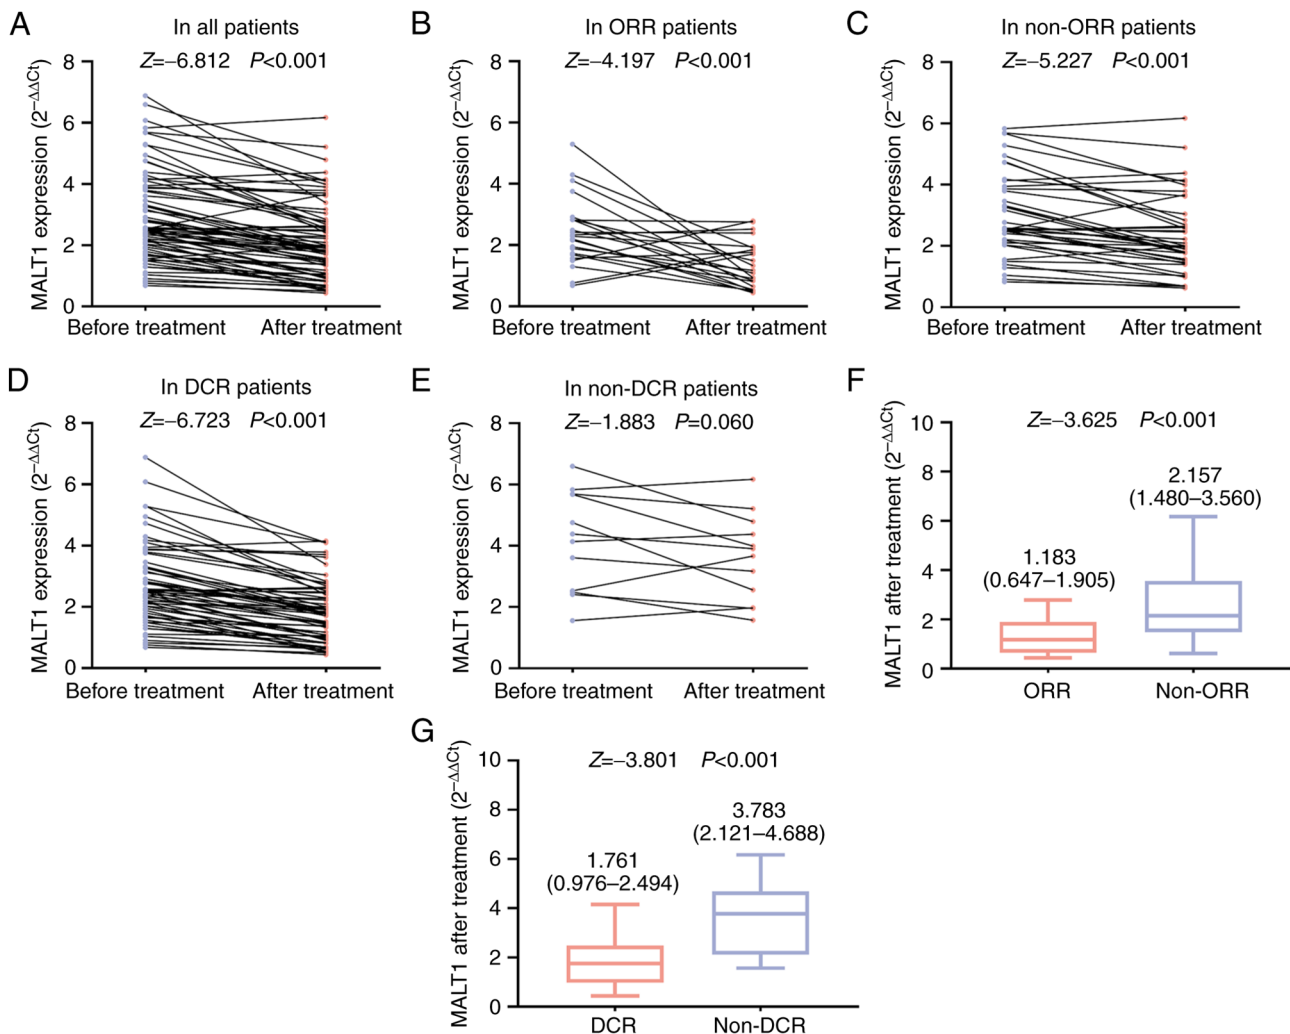 A
In all patients
Z=–6.812 P<0.001
MALT1 expression (2–ΔΔCt)
8
6
4
2
0
Before treatment
After treatment
B
In ORR patients
Z=–4.197 P<0.001
MALT1 expression (2–ΔΔCt)
8
6
4
2
0
Before treatment
After treatment
C
In non-ORR patients
Z=–5.227 P<0.001
MALT1 expression (2–ΔΔCt)
8
6
4
2
0
Before treatment
After treatment
D
In DCR patients
Z=–6.723 P<0.001
MALT1 expression (2–ΔΔCt)
8
6
4
2
0
Before treatment
After treatment
E
In non-DCR patients
Z=–1.883 P=0.060
MALT1 expression (2–ΔΔCt)
8
6
4
2
0
Before treatment
After treatment
F
Z=–3.625 P<0.001
MALT1 after treatment (2–ΔΔCt)
10
8
6
4
2
0
1.183
(0.647–1.905)
2.157
(1.480–3.560)
ORR
Non-ORR
G
Z=–3.801 P<0.001
MALT1 after treatment (2–ΔΔCt)
10
8
6
4
2
0
1.761
(0.976–2.494)
3.783
(2.121–4.688)
DCR
Non-DCR